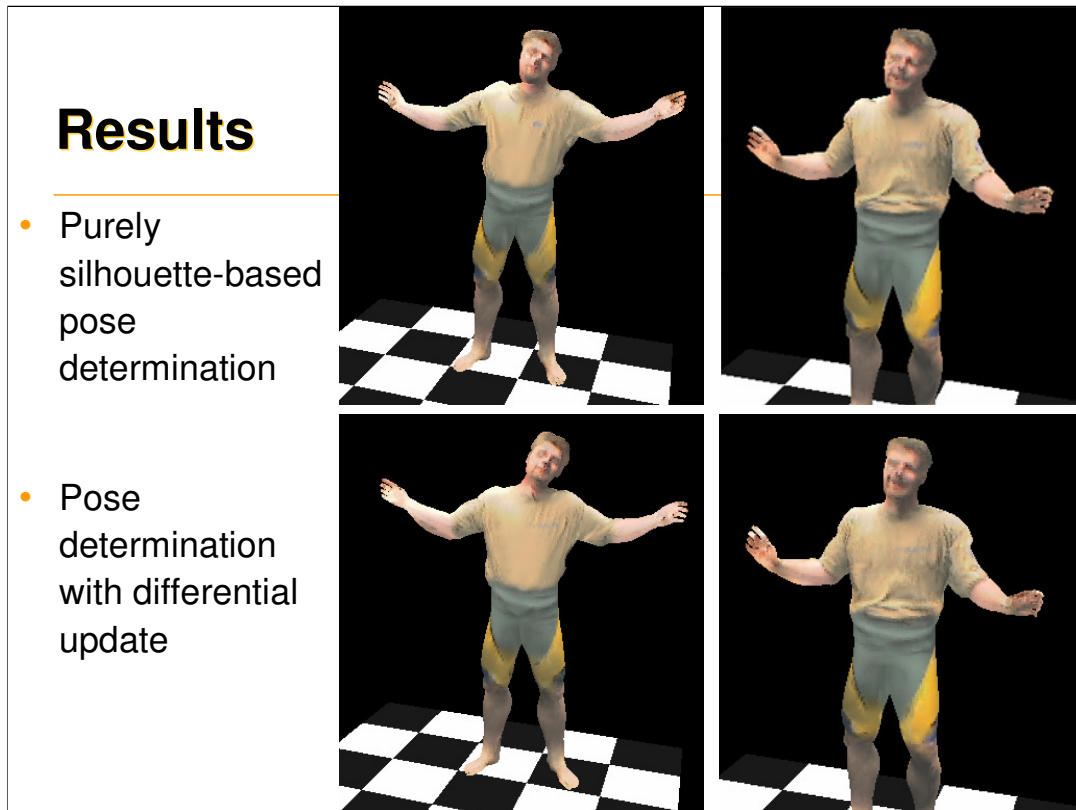 Results
• Purely
silhouette-based
pose
determination
• Pose
determination
with differential
update